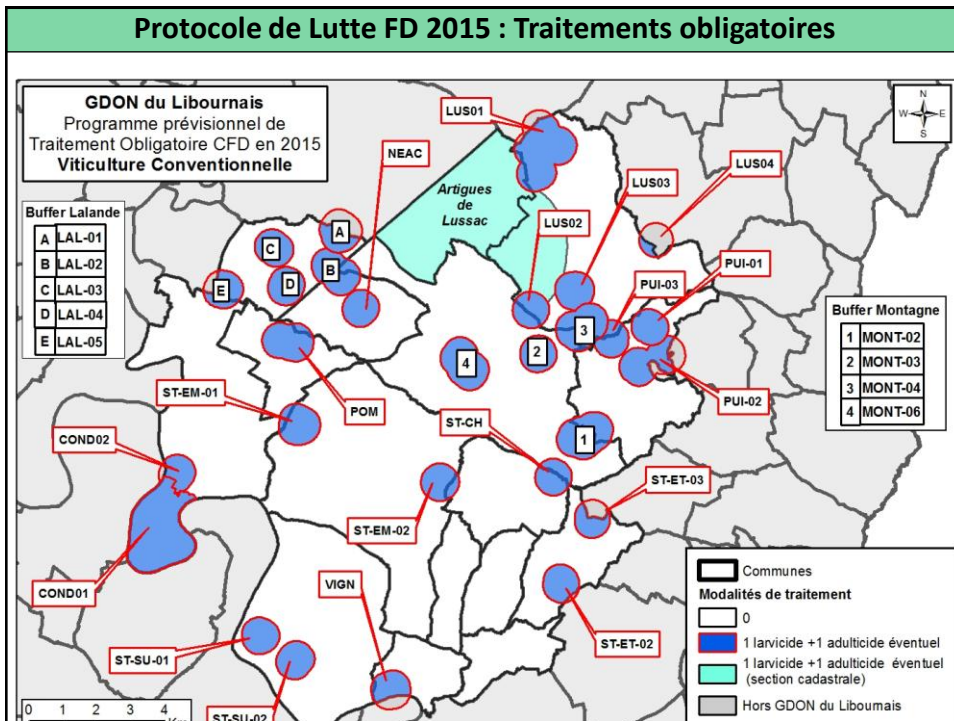 Protocole de Lutte FD 2015 : Traitements obligatoires
GDON du Libournais
Programme prévisionnel de
Traitement Obligatoire CFD en 2015
Viticulture Conventionnelle
N
W E
S
LUS01
NEAC
Artigues
de
Lussac
LUS03
LUS04
LUS02
PUI-03
PUI-01
Buffer Lalande
A LAL-01
B LAL-02
C LAL-03
D LAL-04
E LAL-05
A
C
B
D
E
3
2
4
1
Buffer Montagne
1 MONT-02
2 MONT-03
3 MONT-04
4 MONT-06
ST-EM-01
POM
PUI-02
COND02
ST-CH
ST-ET-03
ST-EM-02
COND01
VIGN
ST-SU-01
ST-ET-02
ST-SU-02
Communes
Modalités de traitement
0
1 larvicide +1 adulticide éventuel
1 larvicide +1 adulticide éventuel
(section cadastrale)
Hors GDON du Libournais
0 1 2 3 4
Km